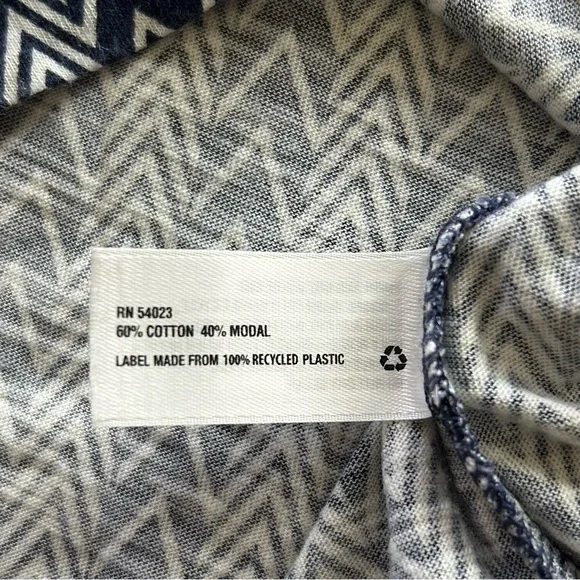 RN 54023
60% COTTON 40% MODAL
LABEL MADE FROM 100% RECYCLED PLASTIC